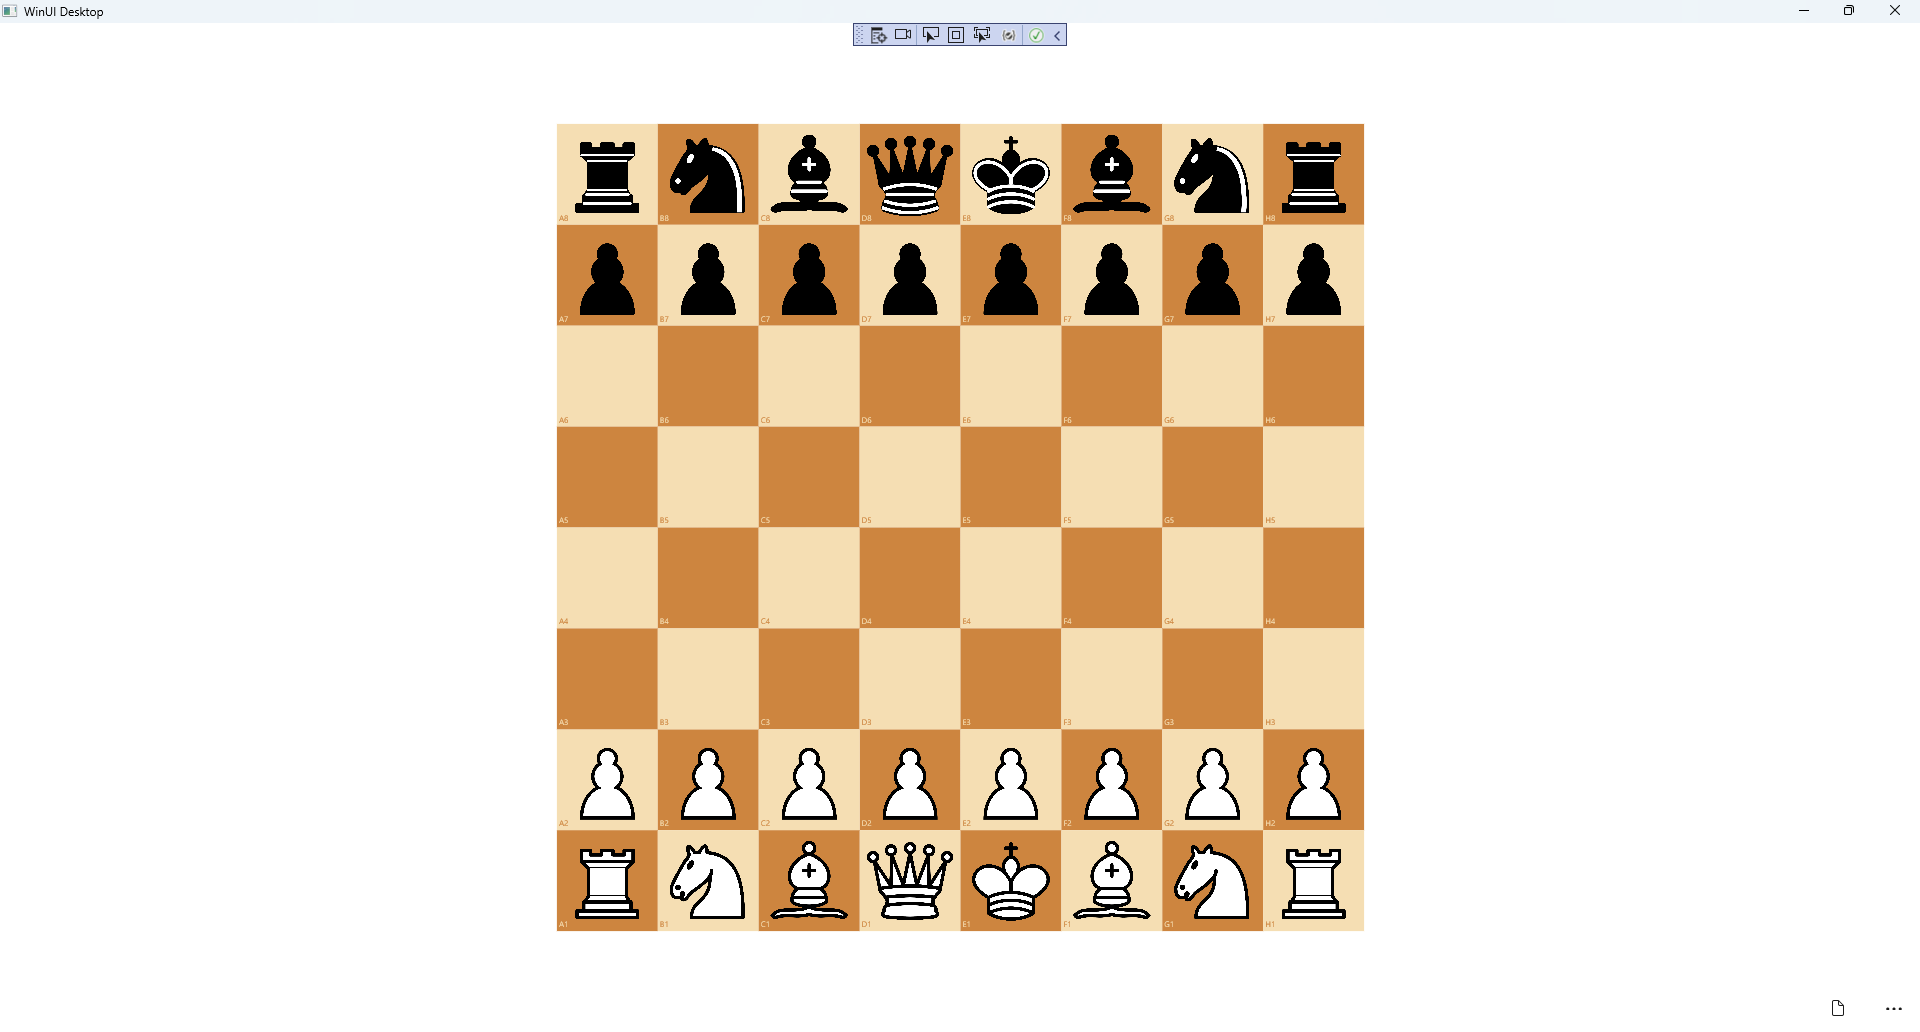 WinUI Desktop
A8 B8 C8 D8 E8 F8 G8 H8
A7 B7 C7 D7 E7 F7 G7 H7
A6 B6 C6 D6 E6 F6 G6 H6
A5 B5 C5 D5 E5 F5 G5 H5
A4 B4 C4 D4 E4 F4 G4 H4
A3 B3 C3 D3 E3 F3 G3 H3
A2 B2 C2 D2 E2 F2 G2 H2
A1 B1 C1 D1 E1 F1 G1 H1